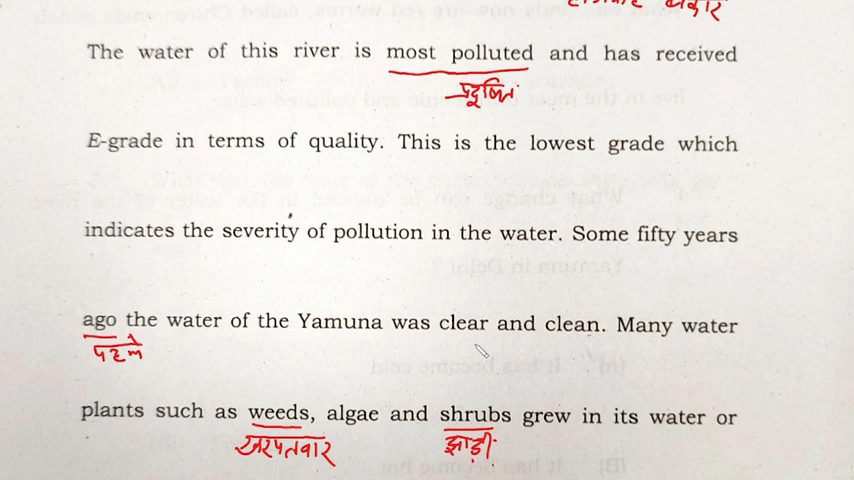 The water of this river is most polluted and has received
प्रदूषित
E-grade in terms of quality. This is the lowest grade which
indicates the severity of pollution in the water. Some fifty years
ago the water of the Yamuna was clear and clean. Many water
पहले
plants such as weeds, algae and shrubs grew in its water or
खरपतवार झाड़ी